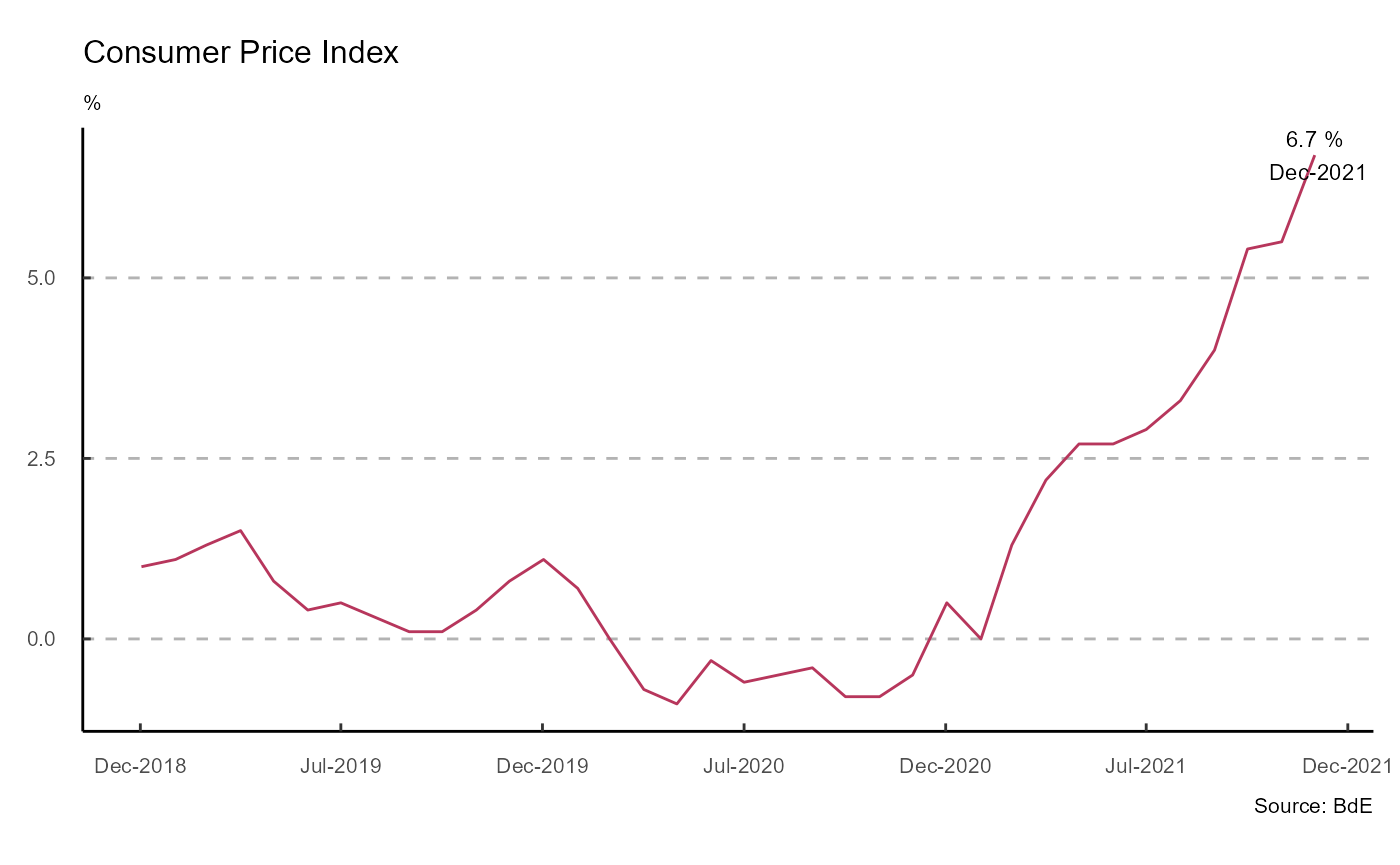 Consumer Price Index
%
6.7 %
Dec-2021
5.0
2.5
0.0
Dec-2018 Jul-2019 Dec-2019 Jul-2020 Dec-2020 Jul-2021 Dec-2021
Source: BdE